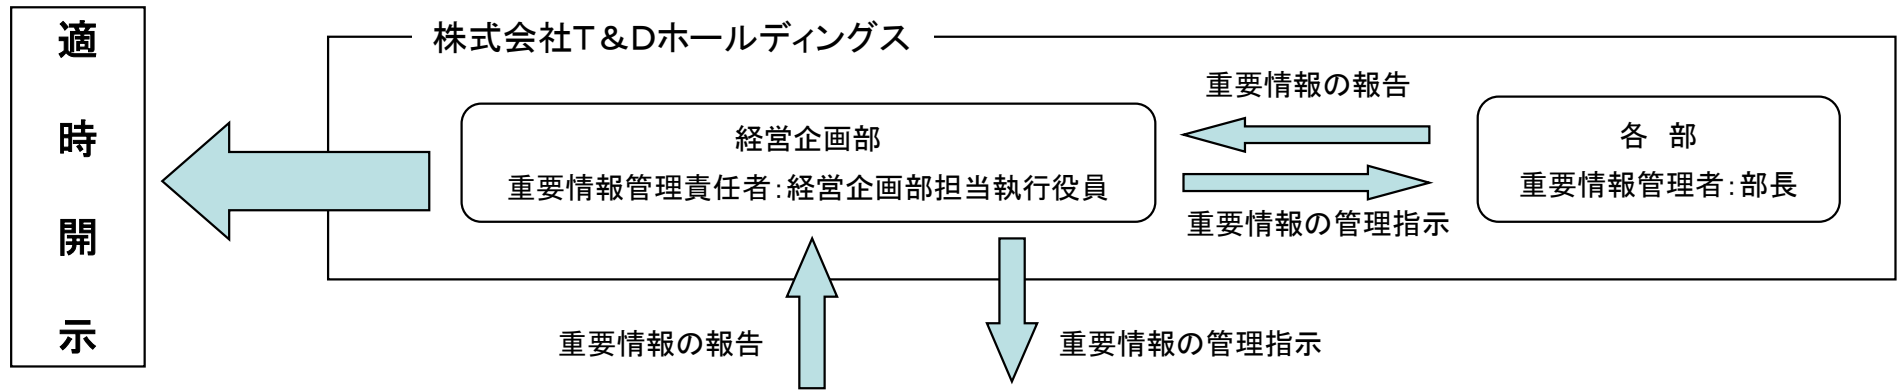 適時開示
株式会社T&Dホールディングス
重要情報の報告
経営企画部
重要情報管理責任者:経営企画部担当執行役員
各 部
重要情報管理者:部長
重要情報の管理指示
重要情報の報告
重要情報の管理指示